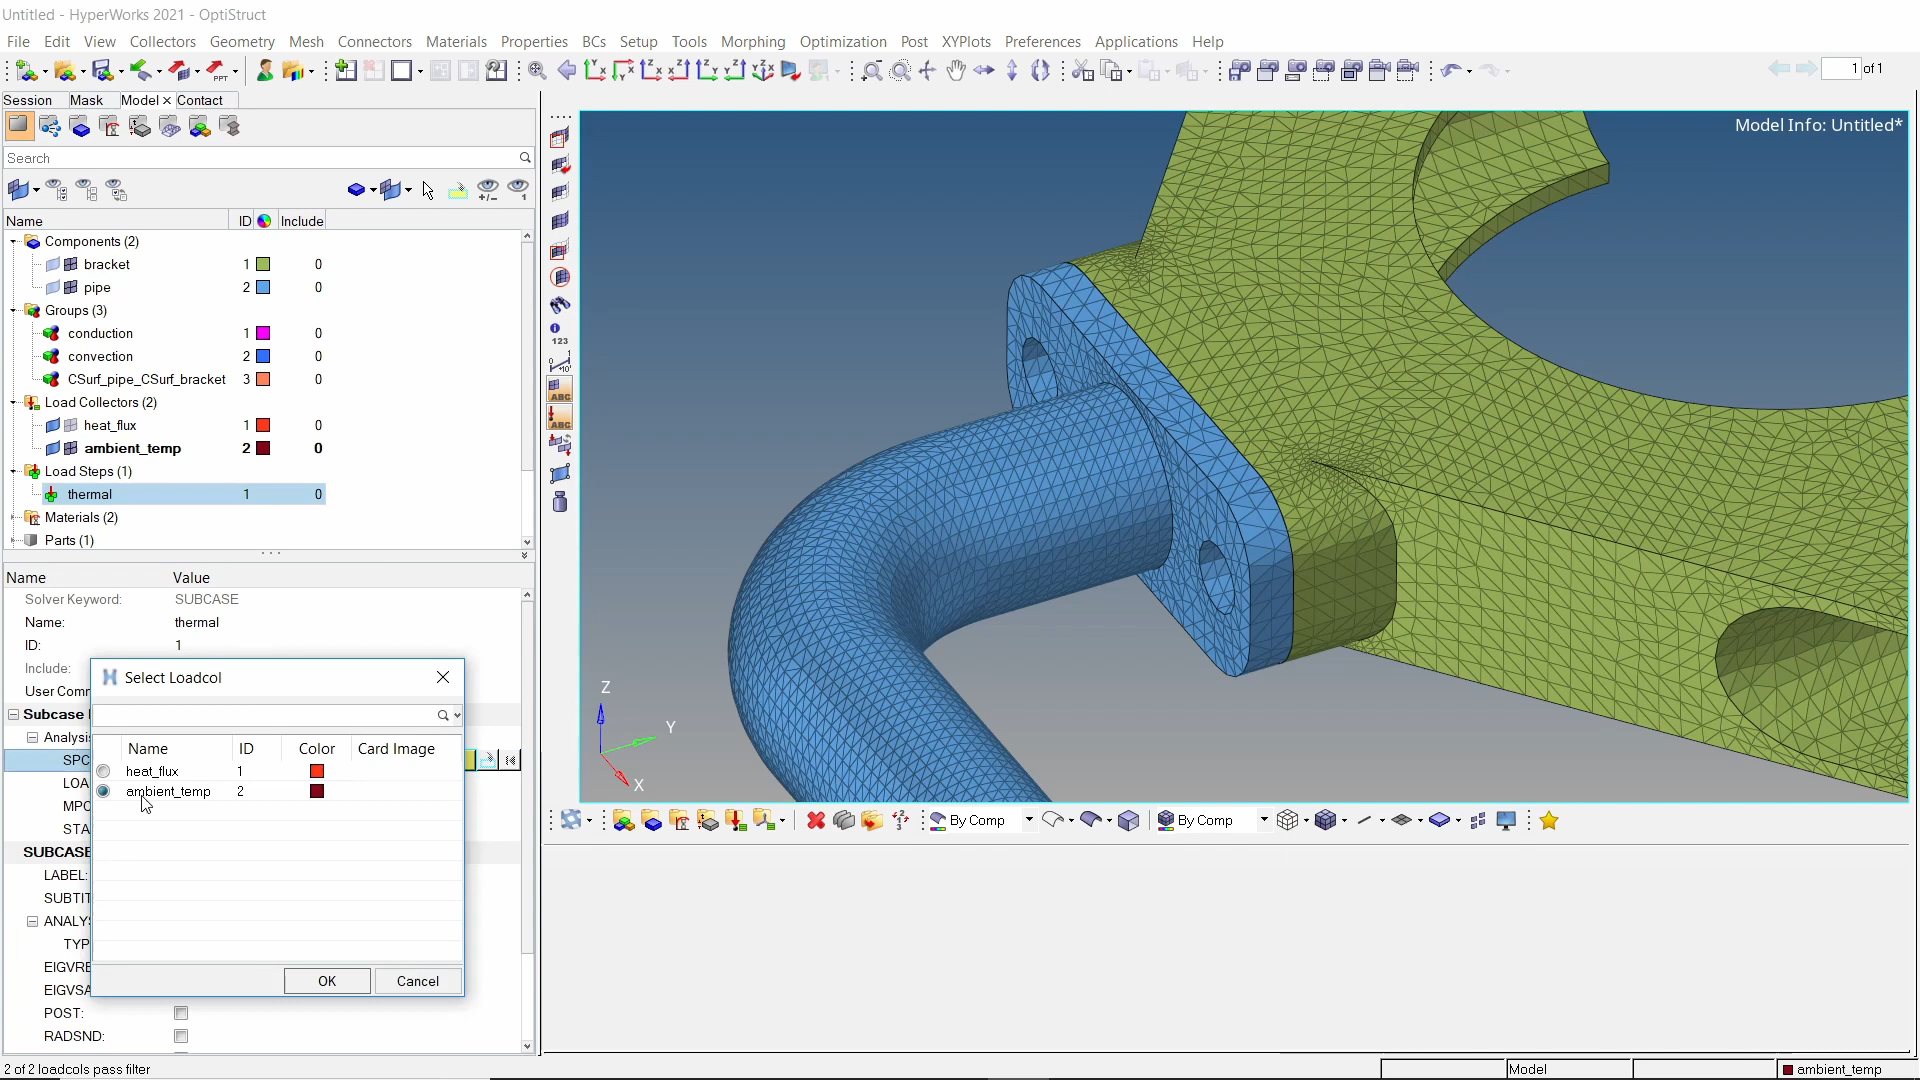 Untitled - HyperWorks 2021 - OptiStruct
File Edit View Collectors Geometry Mesh Connectors Materials Properties BCs Setup Tools Morphing Optimization Post XYPlots Preferences Applications Help
1 of 1
Session Mask Model Contact
Search
Name ID Include
Components (2)
bracket 1 0
pipe 2 0
Groups (3)
conduction 1 0
convection 2 0
CSurf_pipe_CSurf_bracket 3 0
Load Collectors (2)
heat_flux 1 0
ambient_temp 2 0
Load Steps (1)
thermal 1 0
Materials (2)
Parts (1)
Name Value
Solver Keyword: SUBCASE
Name: thermal
ID: 1
Include:
User Comm
Subcase
Analysis
SPC
LOA
MPC
STA
SUBCASE
LABEL:
SUBTIT
ANALY
TYP
EIGVRE
EIGVSA
POST:
RADSND:
Select Loadcol
Name ID Color Card Image
heat_flux 1
ambient_temp 2
OK Cancel
Model Info: Untitled*
123
ABC
ABC
Z
Y
X
By Comp By Comp
2 of 2 loadcols pass filter
Model ambient_temp